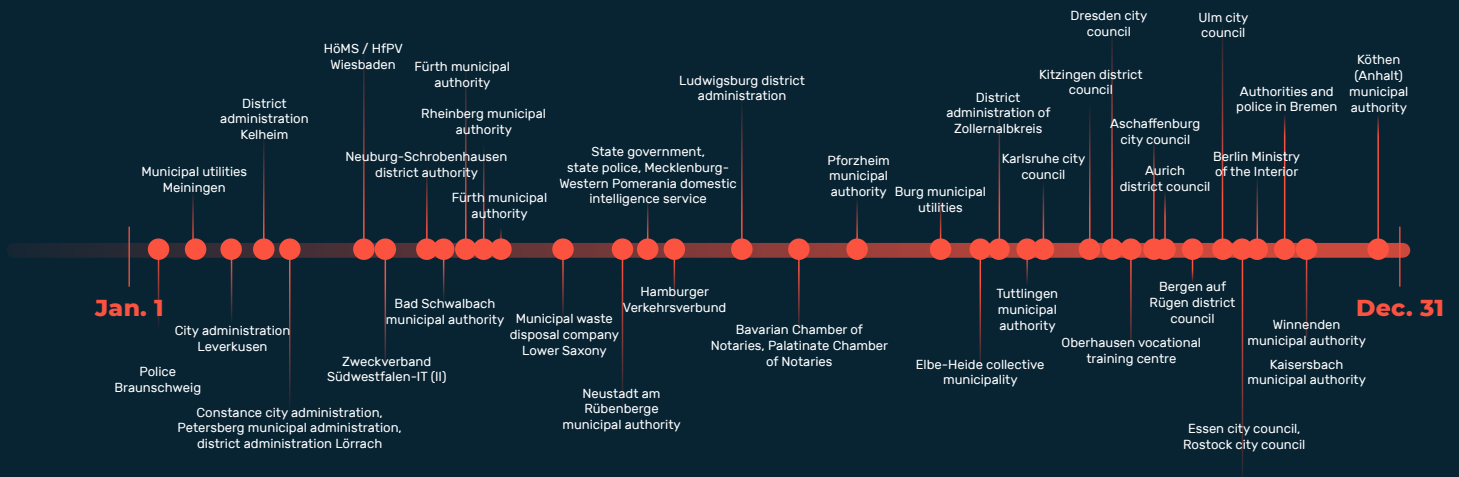 Dresden city
council
Ulm city
council
HöMS / HfPV
Wiesbaden
Fürth municipal
authority
Köthen
(Anhalt)
municipal
authority
Kitzingen district
council
Ludwigsburg district
administration
Authorities and
police in Bremen
District
administration
Kelheim
District
administration of
Zollernalbkreis
Rheinberg municipal
authority
Aschaffenburg
city council
State government,
state police, Mecklenburg-
Western Pomerania domestic
intelligence service
Neuburg-Schrobenhausen
district authority
Berlin Ministry
of the Interior
Karlsruhe city
council
Pforzheim
municipal
authority
Municipal utilities
Meiningen
Aurich
district council
Burg municipal
utilities
Fürth municipal
authority
Jan. 1
Dec. 31
Bergen auf
Rügen district
council
Hamburger
Verkehrsverbund
Tuttlingen
municipal
authority
Bad Schwalbach
municipal authority
Municipal waste
disposal company
Lower Saxony
Winnenden
municipal authority
City administration
Leverkusen
Bavarian Chamber of
Notaries, Palatinate Chamber
of Notaries
Oberhausen vocational
training centre
Zweckverband
Südwestfalen-IT (II)
Elbe-Heide collective
municipality
Kaisersbach
municipal authority
Police
Braunschweig
Neustadt am
Rübenberge
municipal authority
Constance city administration,
Petersberg municipal administration,
district administration Lörrach
Essen city council,
Rostock city council